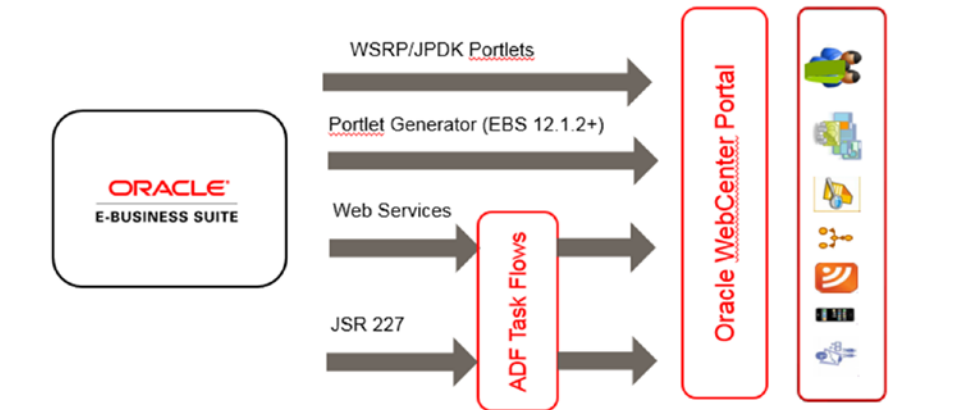 WSRP/JPDK Portlets
Portlet Generator (EBS 12.1.2+)
ORACLE
E-BUSINESS SUITE
Web Services
JSR 227
ADF Task Flows
Oracle WebCenter Portal